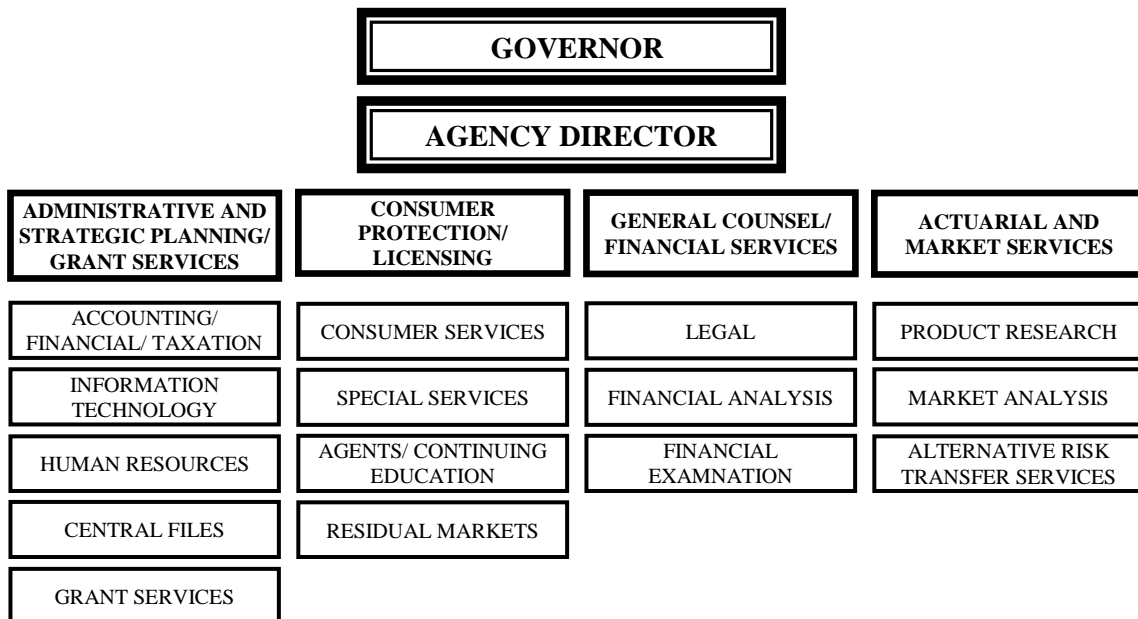 GOVERNOR
AGENCY DIRECTOR
ADMINISTRATIVE AND
STRATEGIC PLANNING/
GRANT SERVICES
CONSUMER
PROTECTION/
LICENSING
GENERAL COUNSEL/
FINANCIAL SERVICES
ACTUARIAL AND
MARKET SERVICES
ACCOUNTING/
FINANCIAL/ TAXATION
INFORMATION
TECHNOLOGY
HUMAN RESOURCES
CENTRAL FILES
GRANT SERVICES
CONSUMER SERVICES
SPECIAL SERVICES
AGENTS/ CONTINUING
EDUCATION
RESIDUAL MARKETS
LEGAL
FINANCIAL ANALYSIS
FINANCIAL
EXAMNATION
PRODUCT RESEARCH
MARKET ANALYSIS
ALTERNATIVE RISK
TRANSFER SERVICES